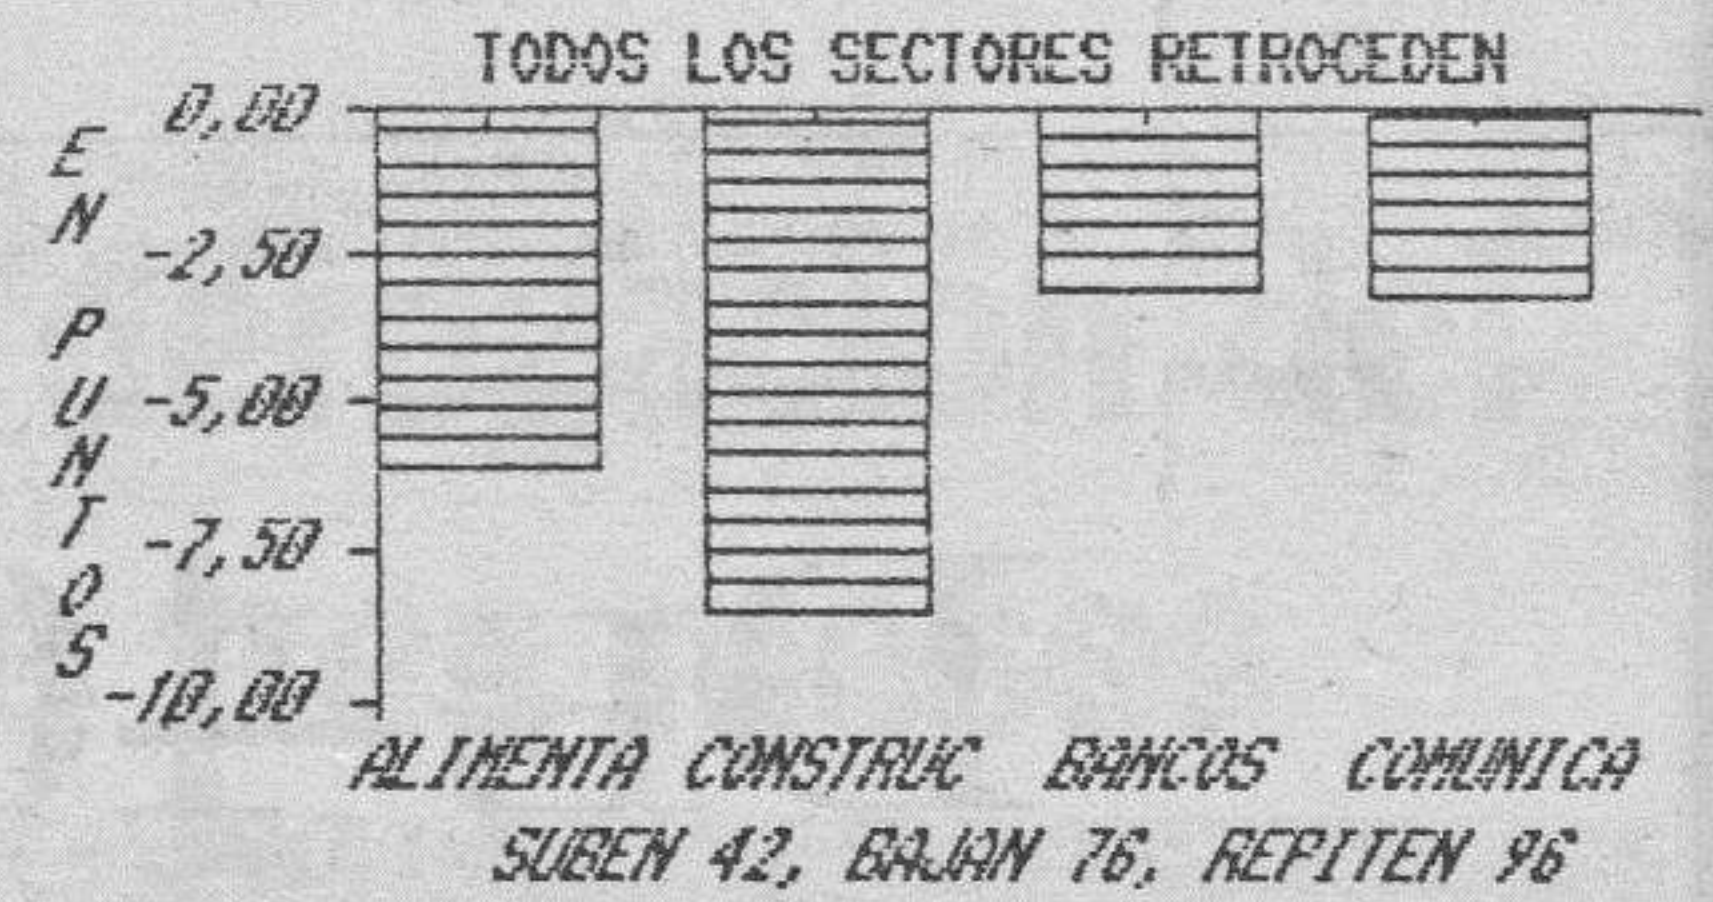 TODOS LOS SECTORES RETROCEDEN
EN PUNTOS
0,00
-2,50
-5,00
-7,50
-10,00
ALIMENTA CONSTRUC BANCOS COMUNICA
SUBEN 42, BAJAN 76, REPITEN 96